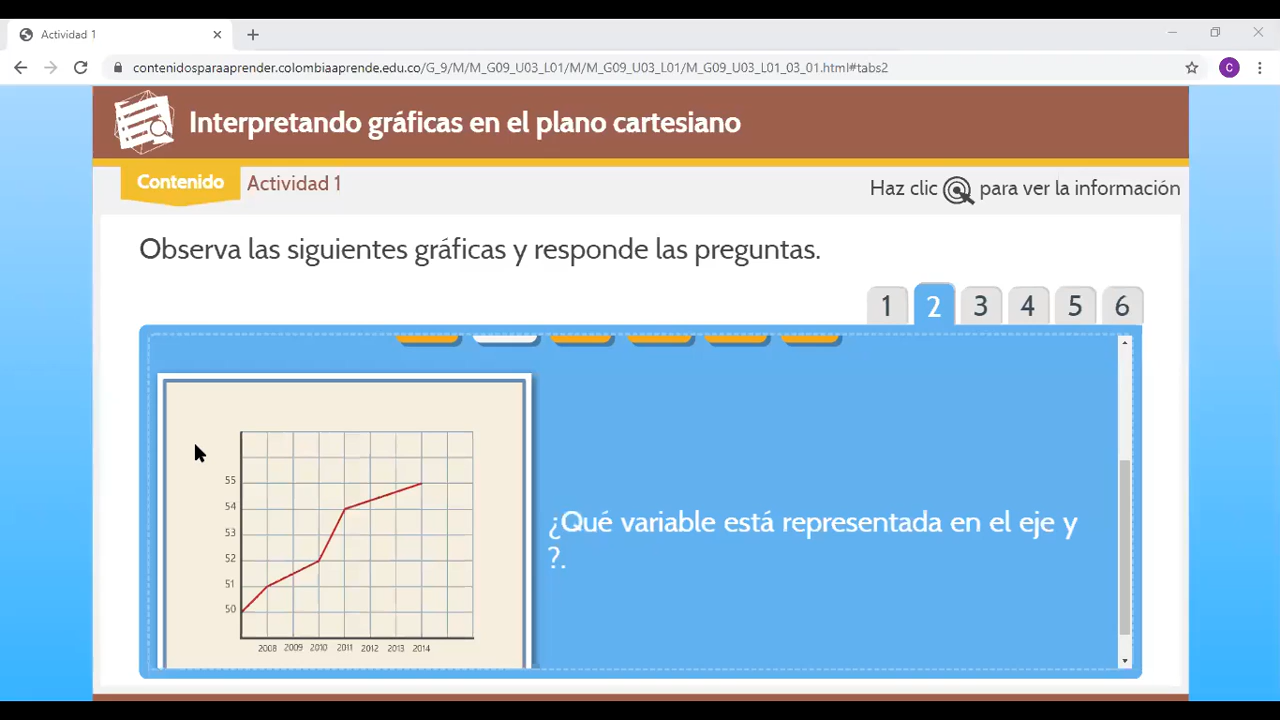 Actividad 1
contenidosparaaprender.colombiaaprende.edu.co/G_9/M/M_G09_U03_L01/M/M_G09_U03_L01/M_G09_U03_L01_03_01.html#tabs2
C
Interpretando gráficas en el plano cartesiano
Contenido Actividad 1
Haz clic para ver la información
Observa las siguientes gráficas y responde las preguntas.
1 2 3 4 5 6
55
54
53
52
51
50
2008 2009 2010 2011 2012 2013 2014
¿Qué variable está representada en el eje y
?.